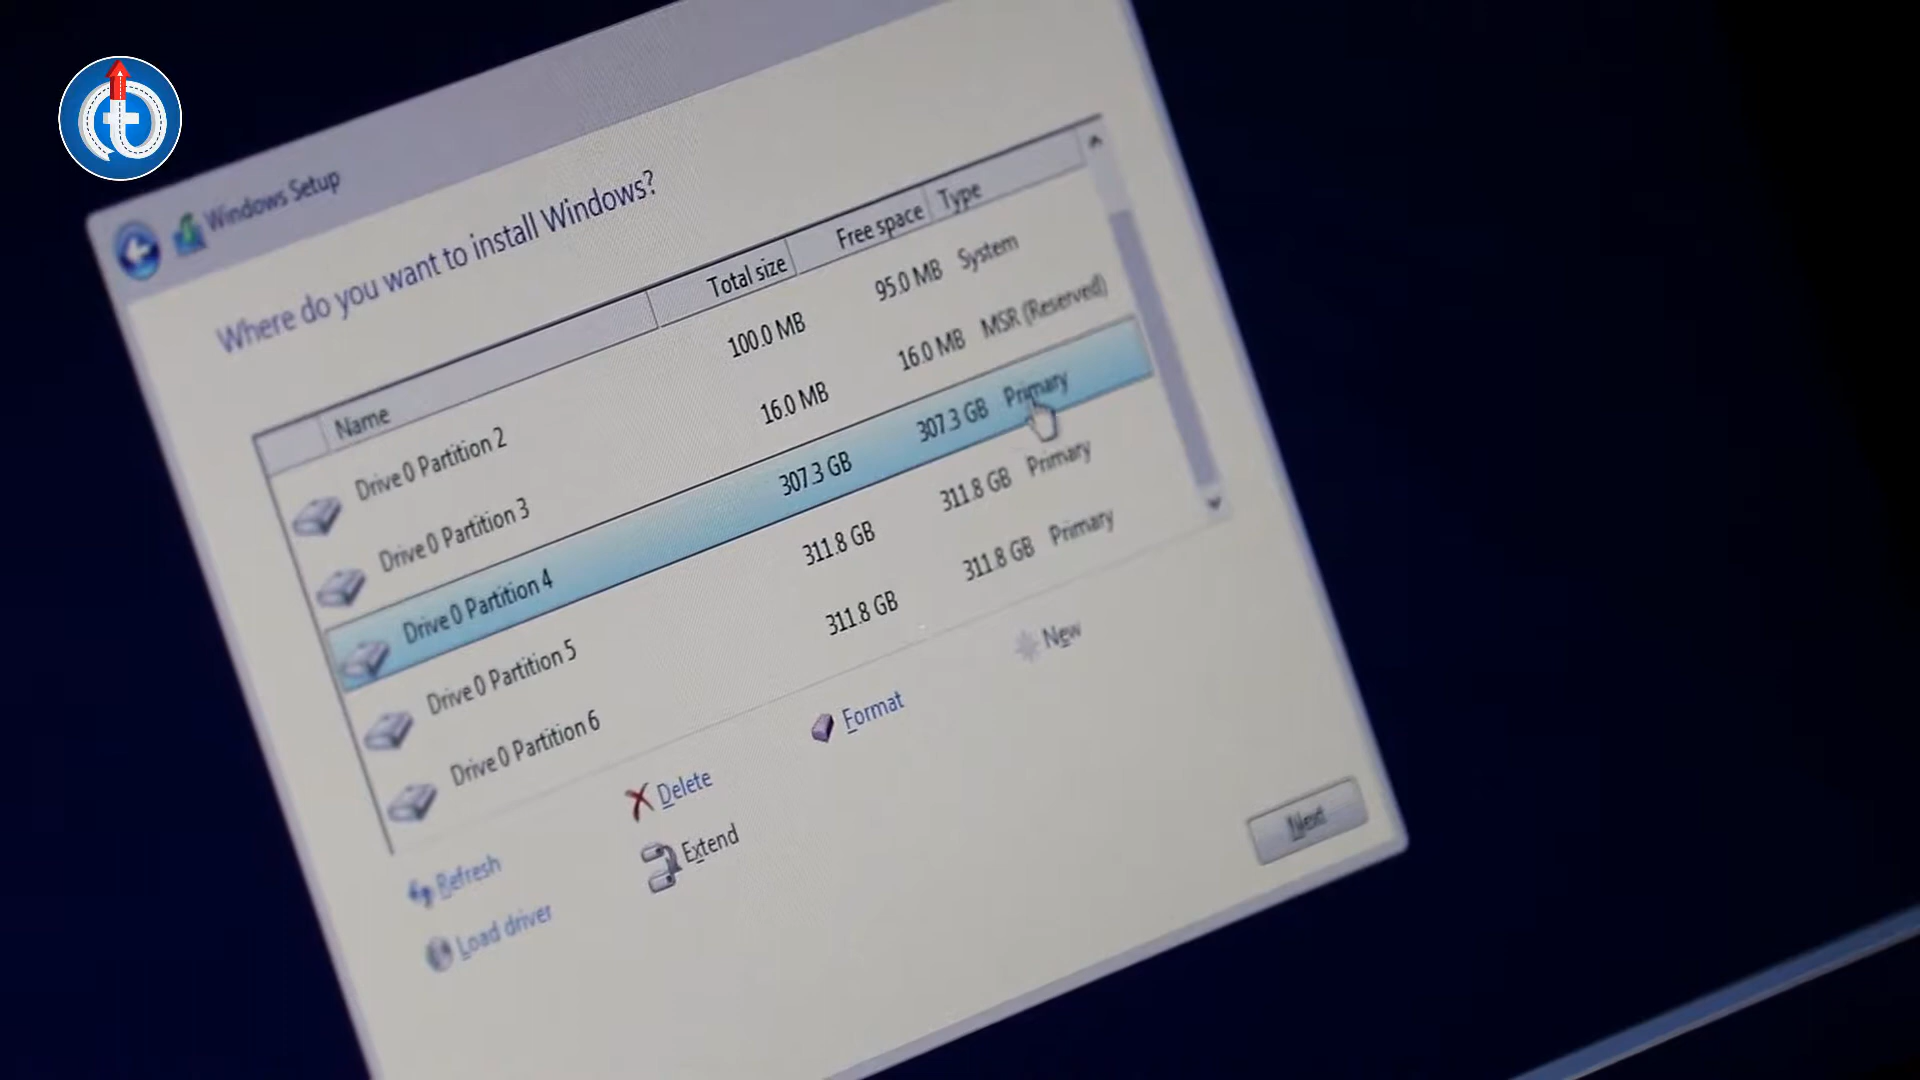 Windows Setup
Where do you want to install Windows?
Name Total size Free space Type
Drive 0 Partition 2 100.0 MB 95.0 MB System
Drive 0 Partition 3 16.0 MB 16.0 MB MSR (Reserved)
Drive 0 Partition 4 307.3 GB 307.3 GB Primary
Drive 0 Partition 5 311.8 GB 311.8 GB Primary
Drive 0 Partition 6 311.8 GB 311.8 GB Primary
Refresh Delete Format New
Load driver Extend
Next